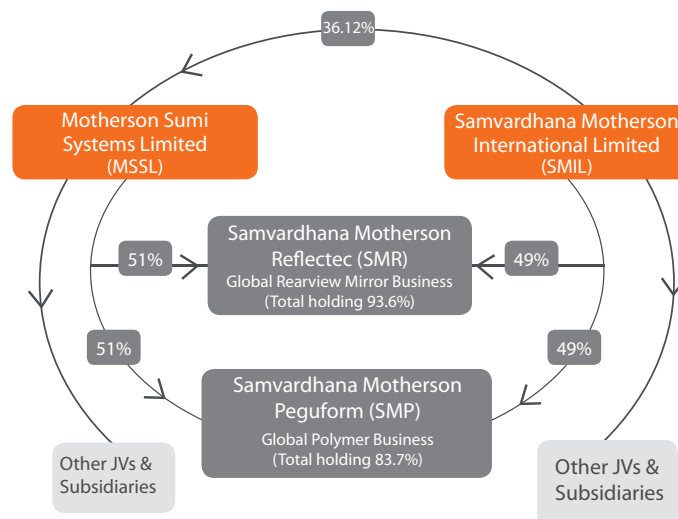 36.12%
Motherson Sumi
Systems Limited
(MSSL)
Samvardhana Motherson
International Limited
(SMIL)
Samvardhana Motherson
Reflectec (SMR)
Global Rearview Mirror Business
(Total holding 93.6%)
51%
49%
51%
49%
Samvardhana Motherson
Peguform (SMP)
Global Polymer Business
(Total holding 83.7%)
Other JVs &
Subsidiaries
Other JVs &
Subsidiaries